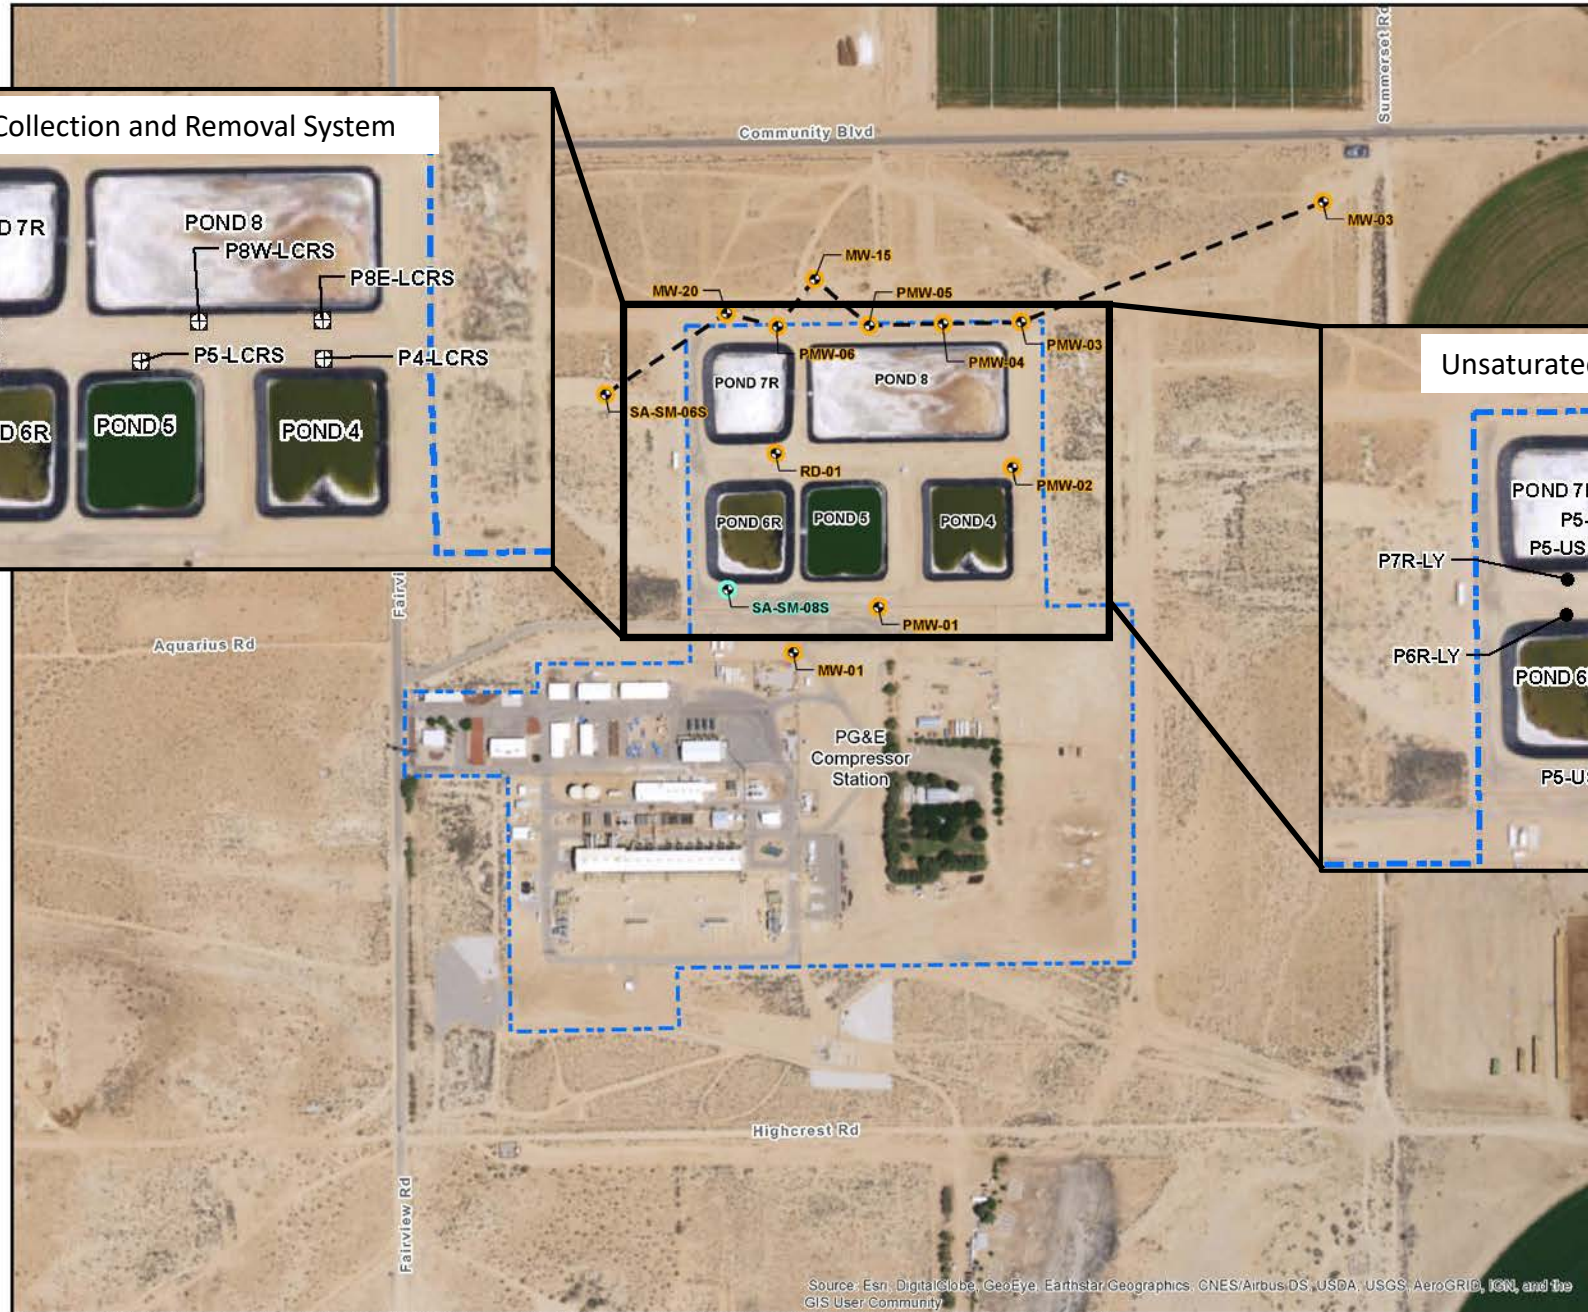 Summerset Rd
Community Blvd
Collection and Removal System
D 7R
POND 8
P8W-LCRS
P8E-LCRS
P5-LCRS
P4-LCRS
D 6R
POND 5
POND 4
MW-03
MW-15
MW-20
PMW-05
PMW-06
PMW-04
PMW-03
SA-SM-06S
POND 7R
POND 8
RD-01
PMW-02
POND 6R
POND 5
POND 4
SA-SM-08S
PMW-01
MW-01
Unsaturated
POND 7
P5-
P5-US
P7R-LY
P6R-LY
POND 6
P5-U
Fairvi
Aquarius Rd
PG&E
Compressor
Station
Highcrest Rd
Fairview Rd
Source: Esri, DigitalGlobe, GeoEye, Earthstar Geographics, CNES/Airbus DS, USDA, USGS, AeroGRID, IGN, and the
GIS User Community